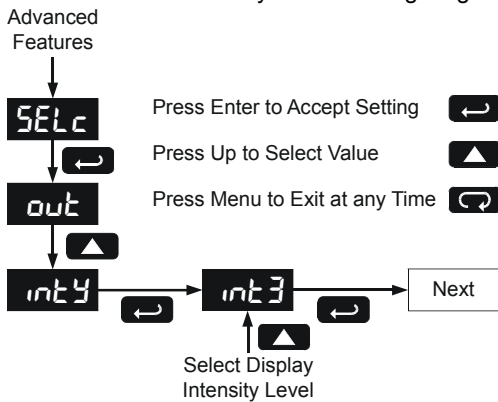 Advanced
Features
SELc
Press Enter to Accept Setting
Press Up to Select Value
out
Press Menu to Exit at any Time
intY
int3
Next
Select Display
Intensity Level